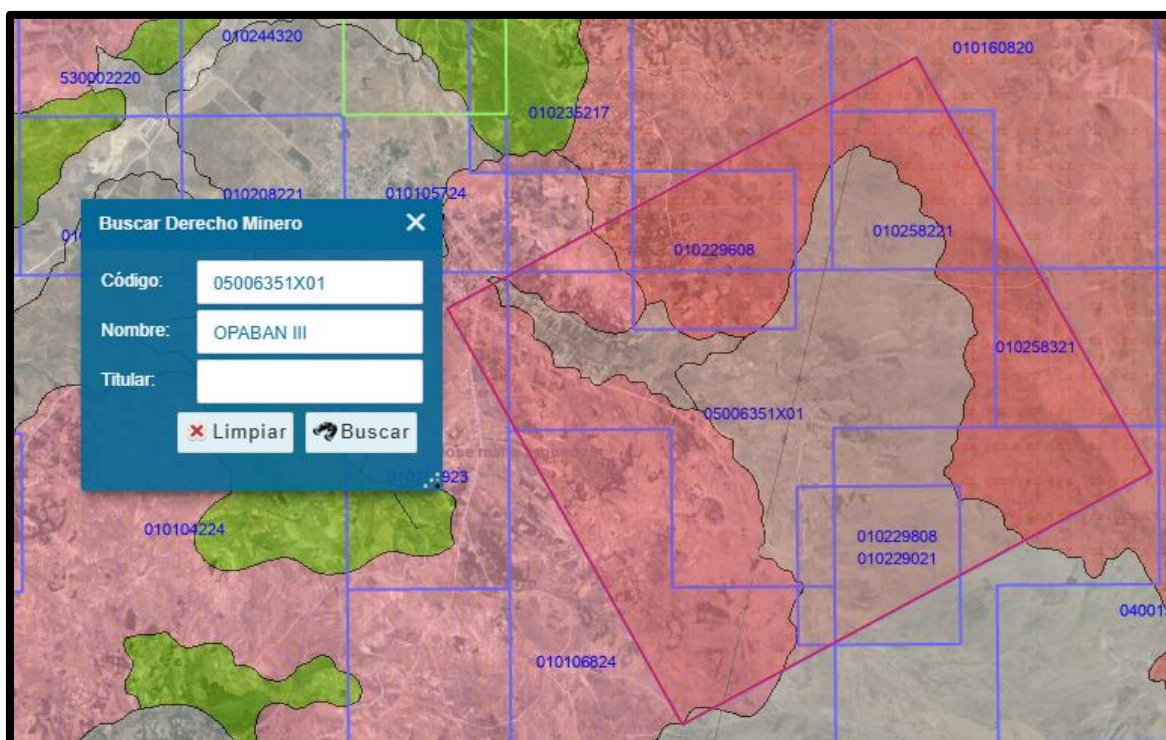 010244320
010160820
530002220
010235217
010208221
010105724
Buscar Derecho Minero
Código:
05006351X01
Nombre:
OPABAN III
Titular:
Limpiar
Buscar
010229608
010258221
010258321
05006351X01
010104224
010229808
010229021
010106824